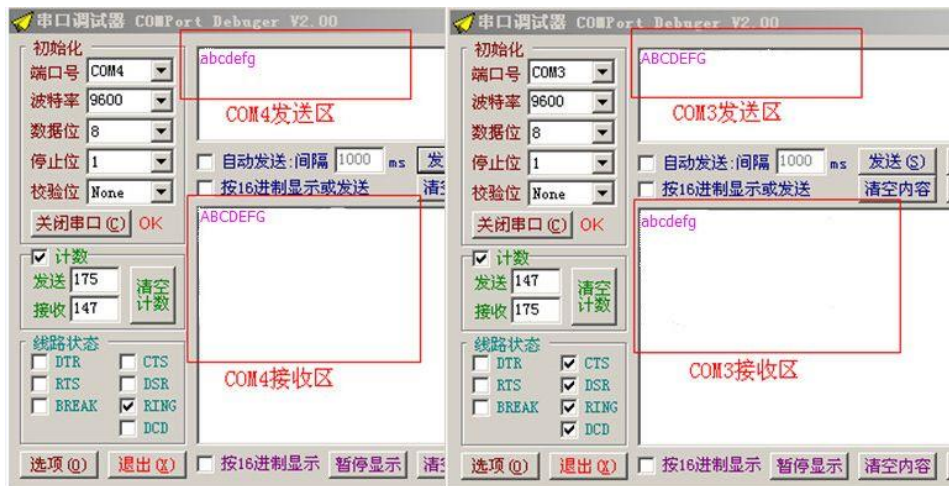 串口调试器 COMPort Debuger V2.00
初始化
端口号 COM4
波特率 9600
数据位 8
停止位 1
校验位 None
关闭串口(C) OK
计数
发送 175
接收 147
清空
计数
线路状态
DTR CTS
RTS DSR
BREAK RING
DCD
选项(O) 退出(X)
abcdefg
COM4发送区
自动发送:间隔 1000 ms 发
按16进制显示或发送 清
ABCDEFG
COM4接收区
按16进制显示 暂停显示 清
串口调试器 COMPort Debuger V2.00
初始化
端口号 COM3
波特率 9600
数据位 8
停止位 1
校验位 None
关闭串口(C) OK
计数
发送 147
接收 175
清空
计数
线路状态
DTR CTS
RTS DSR
BREAK RING
DCD
选项(O) 退出(X)
ABCDEFG
COM3发送区
自动发送:间隔 1000 ms 发送(S)
按16进制显示或发送 清空内容
abcdefg
COM3接收区
按16进制显示 暂停显示 清空内容